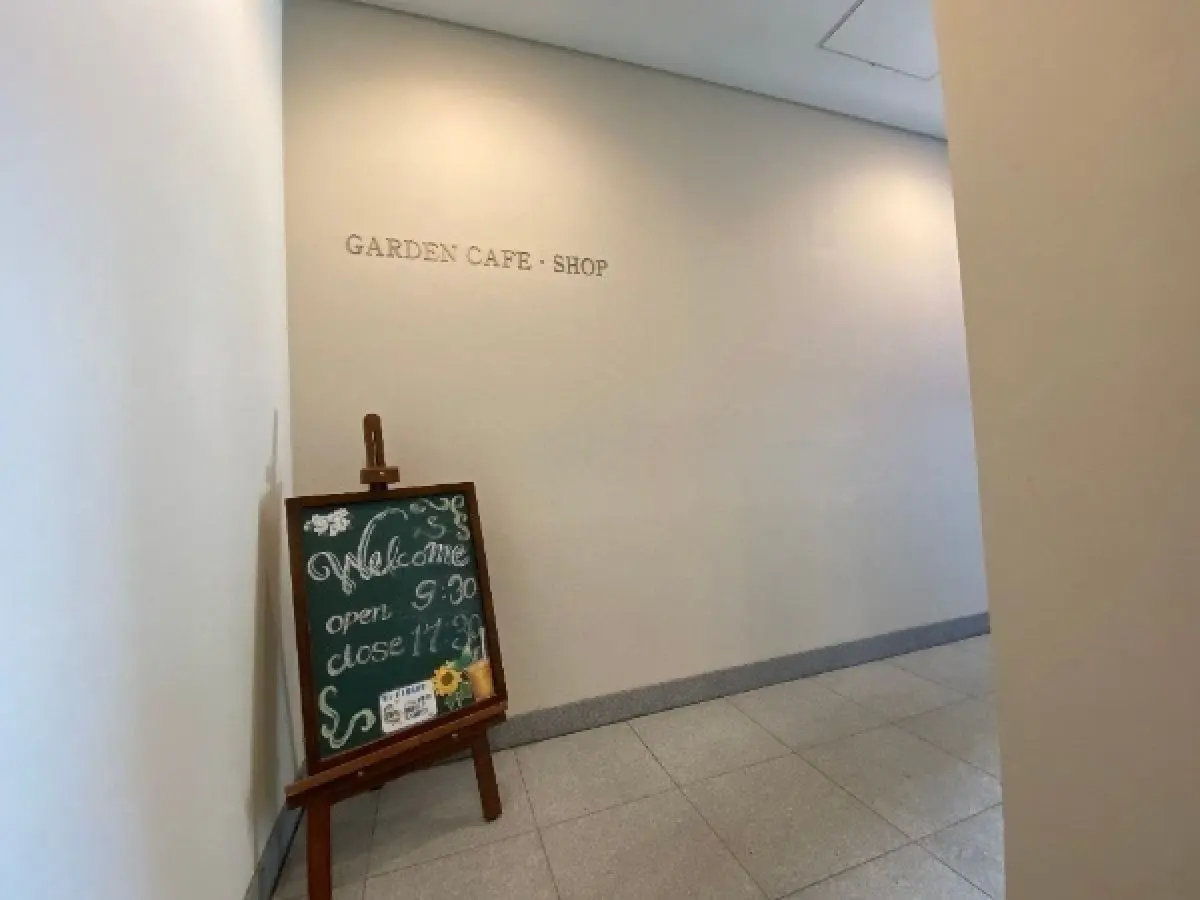 GARDEN CAFE · SHOP
Welcome
open 9:30
close 17:30